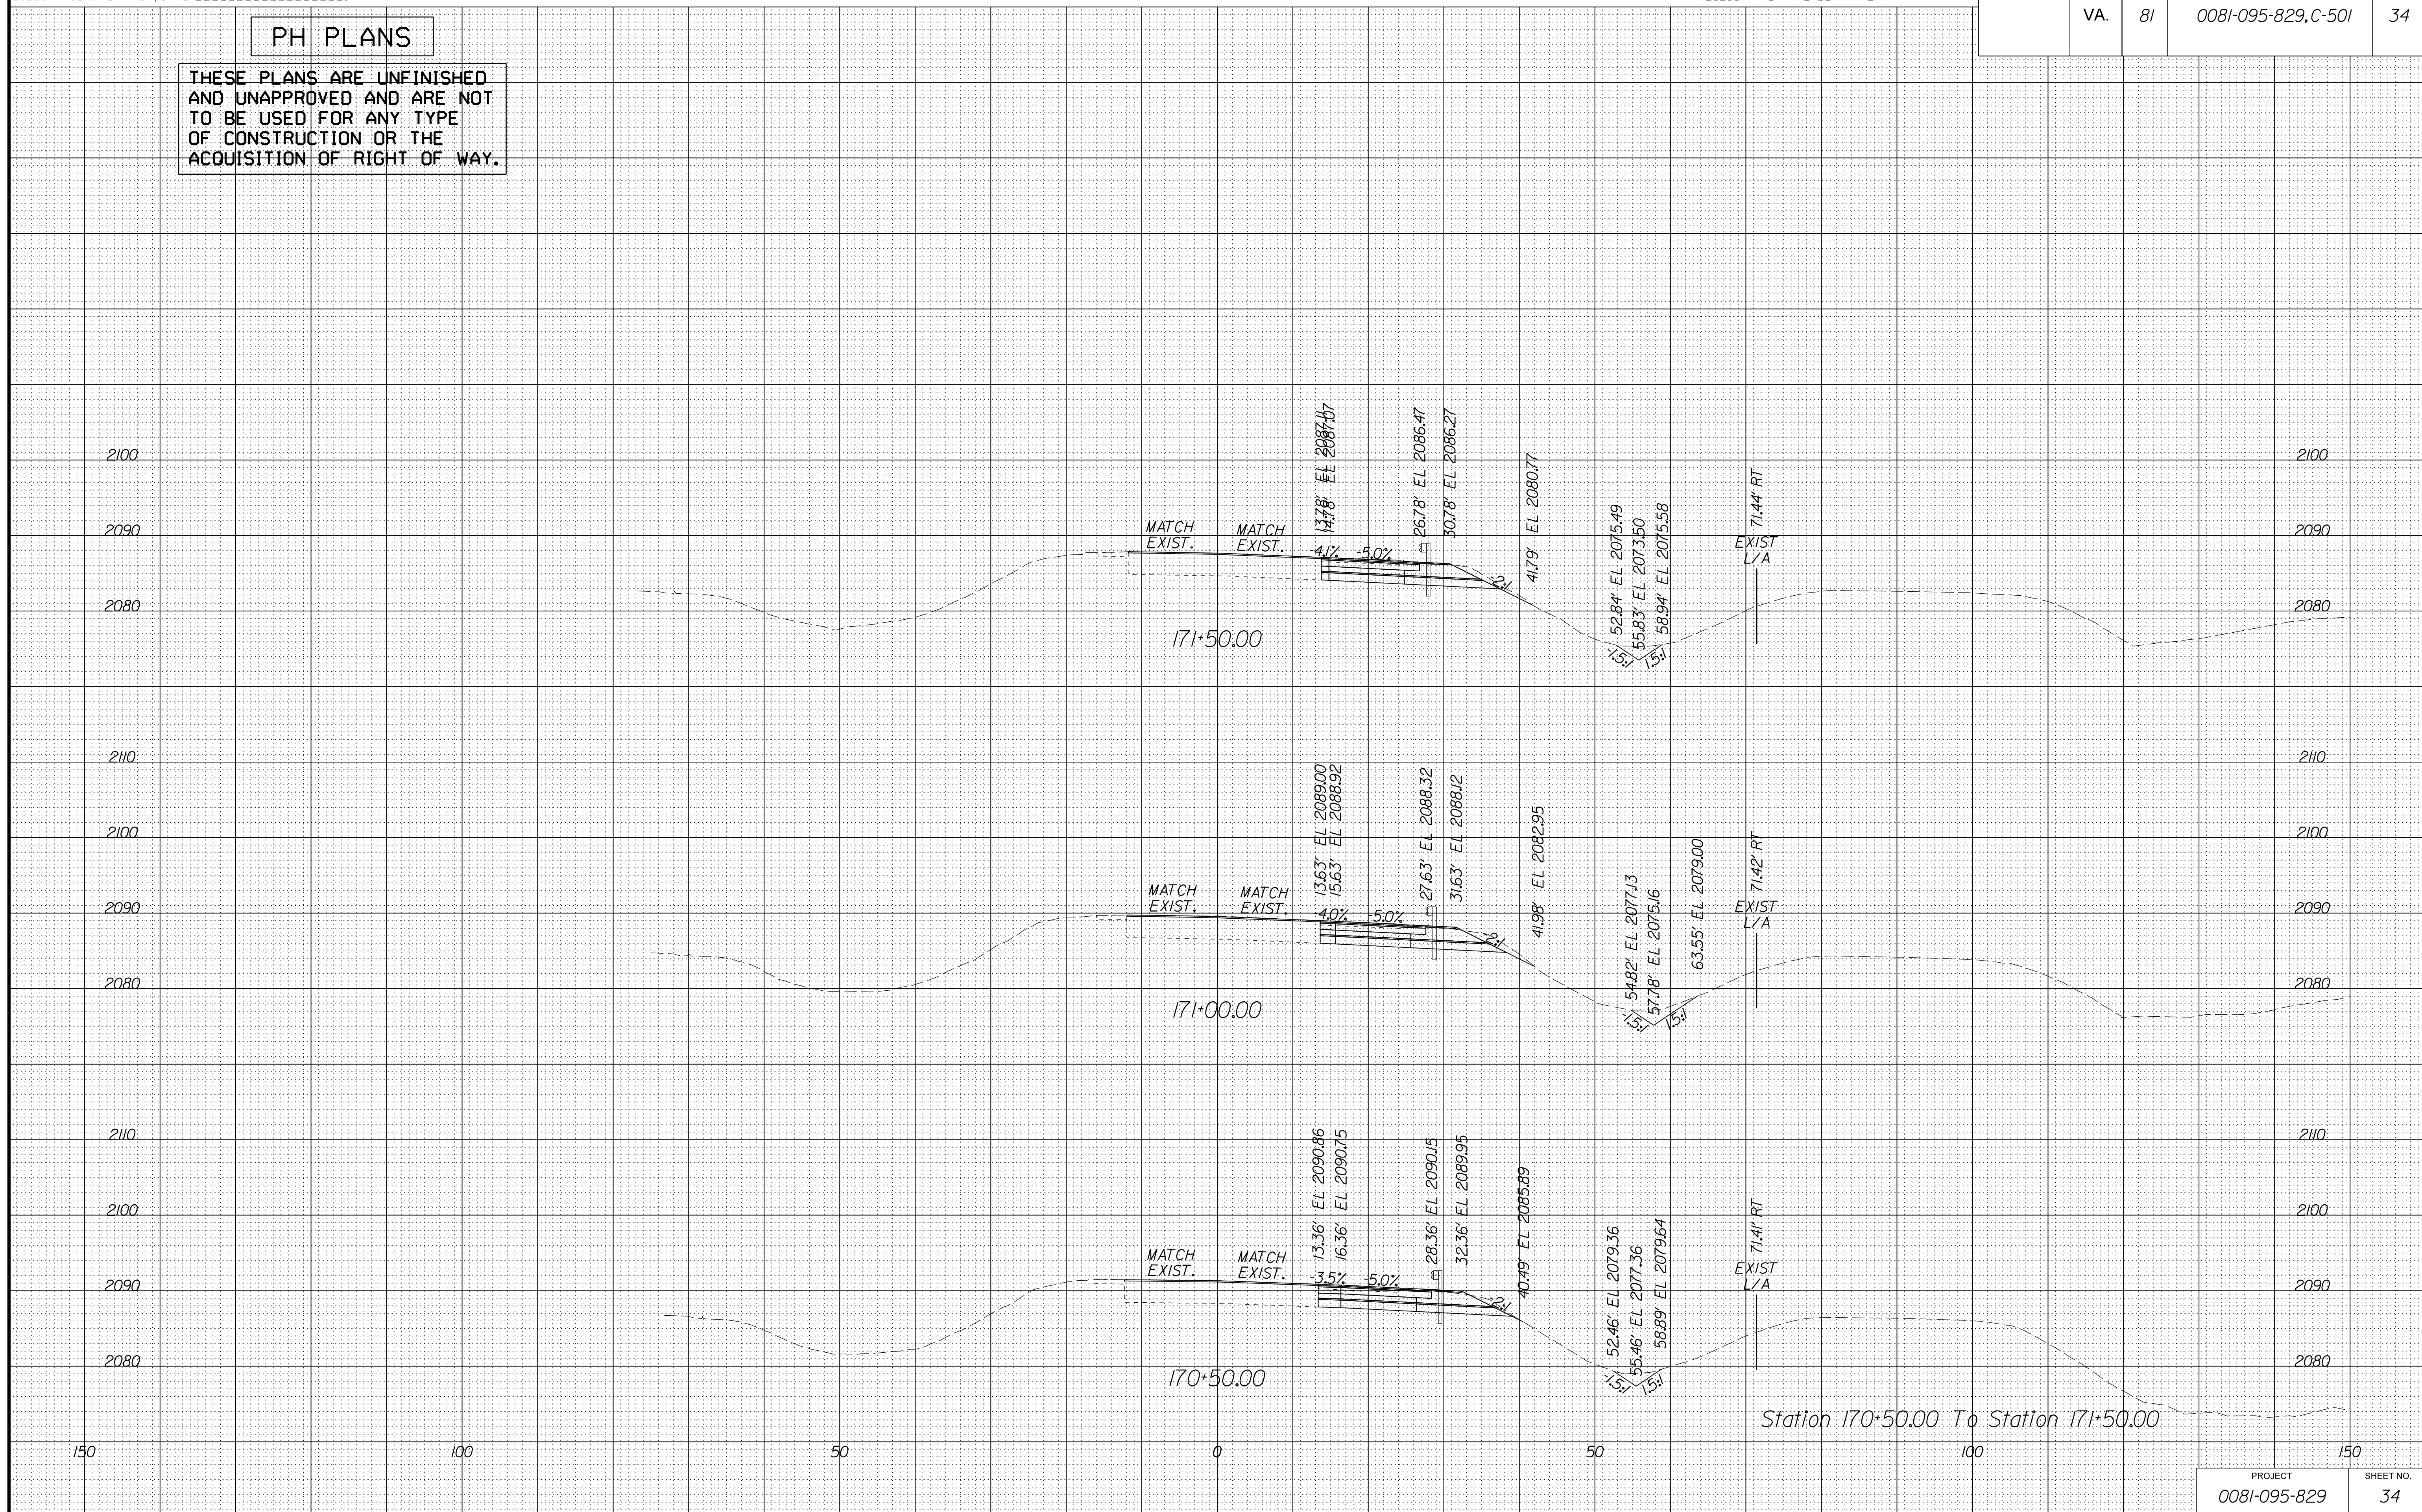 VA. 81 0081-095-829, C-501 34
PH PLANS
THESE PLANS ARE UNFINISHED
AND UNAPPROVED AND ARE NOT
TO BE USED FOR ANY TYPE
OF CONSTRUCTION OR THE
ACQUISITION OF RIGHT OF WAY.
13.78' EL 2087.11
14.78' EL 2087.07
26.78' EL 2086.47
30.78' EL 2086.27
41.79' EL 2080.77
52.84' EL 2075.49
55.83' EL 2073.50
58.94' EL 2075.58
71.44' RT
EXIST
L/A
2100 2100
2090 2090
2080 2080
MATCH
EXIST.
MATCH
EXIST.
-4.1% -5.0%
-2:1
-1.5:1 1.5:1
171+50.00
2110 2110
13.63' EL 2089.00
15.63' EL 2088.92
27.63' EL 2088.32
31.63' EL 2088.12
41.98' EL 2082.95
54.82' EL 2077.13
57.78' EL 2075.16
63.55' EL 2079.00
71.42' RT
EXIST
L/A
2100 2100
2090 2090
2080 2080
MATCH
EXIST.
MATCH
EXIST.
-4.0% -5.0%
-2:1
-1.5:1 1.5:1
171+00.00
2110 2110
13.36' EL 2090.86
16.36' EL 2090.75
28.36' EL 2090.15
32.36' EL 2089.95
40.49' EL 2085.89
52.46' EL 2079.36
55.46' EL 2077.36
58.89' EL 2079.64
71.41' RT
EXIST
L/A
2100 2100
2090 2090
2080 2080
MATCH
EXIST.
MATCH
EXIST.
-3.5% -5.0%
-2:1
-1.5:1 1.5:1
170+50.00
Station 170+50.00 To Station 171+50.00
150 100 50 0 50 100 150
PROJECT SHEET NO.
0081-095-829 34